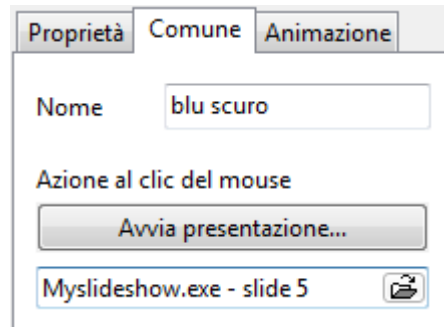 Proprietà Comune Animazione
Nome blu scuro
Azione al clic del mouse
Avvia presentazione...
Myslideshow.exe - slide 5